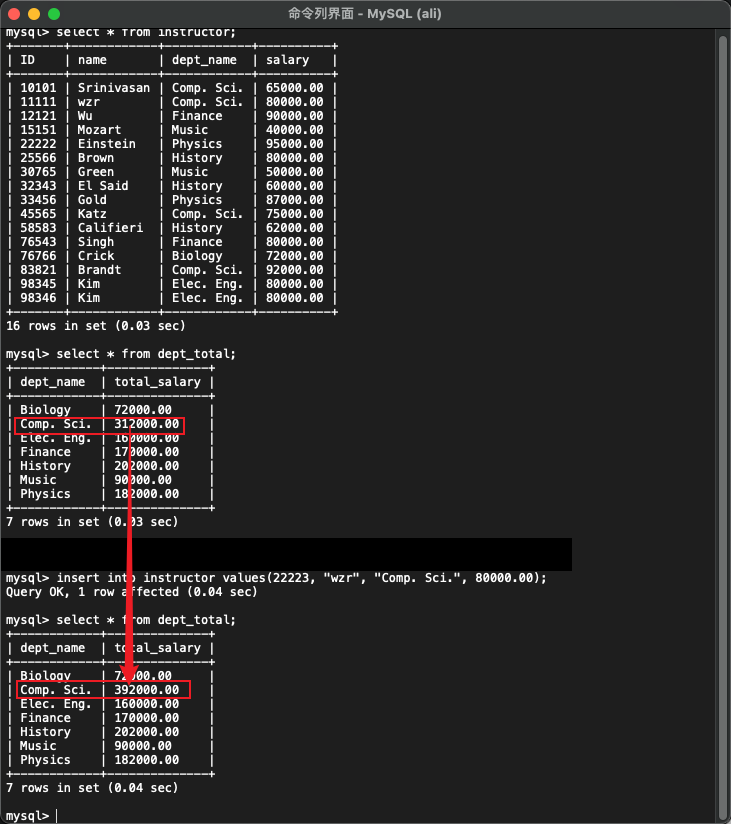 命令列界面 - MySQL (ali)
mysql> select * from instructor;
+-------+------------+------------+----------+
| ID    | name       | dept_name  | salary   |
+-------+------------+------------+----------+
| 10101 | Srinivasan | Comp. Sci. | 65000.00 |
| 11111 | wzr        | Comp. Sci. | 80000.00 |
| 12121 | Wu         | Finance    | 90000.00 |
| 15151 | Mozart     | Music      | 40000.00 |
| 22222 | Einstein   | Physics    | 95000.00 |
| 25566 | Brown      | History    | 80000.00 |
| 30765 | Green      | Music      | 50000.00 |
| 32343 | El Said    | History    | 60000.00 |
| 33456 | Gold       | Physics    | 87000.00 |
| 45565 | Katz       | Comp. Sci. | 75000.00 |
| 58583 | Califieri  | History    | 62000.00 |
| 76543 | Singh      | Finance    | 80000.00 |
| 76766 | Crick      | Biology    | 72000.00 |
| 83821 | Brandt     | Comp. Sci. | 92000.00 |
| 98345 | Kim        | Elec. Eng. | 80000.00 |
| 98346 | Kim        | Elec. Eng. | 80000.00 |
+-------+------------+------------+----------+
16 rows in set (0.03 sec)
mysql> select * from dept_total;
+------------+--------------+
| dept_name  | total_salary |
+------------+--------------+
| Biology    | 72000.00     |
| Comp. Sci. | 312000.00    |
| Elec. Eng. | 160000.00    |
| Finance    | 170000.00    |
| History    | 202000.00    |
| Music      | 90000.00     |
| Physics    | 182000.00    |
+------------+--------------+
7 rows in set (0.03 sec)
mysql> insert into instructor values(22223, "wzr", "Comp. Sci.", 80000.00);
Query OK, 1 row affected (0.04 sec)
mysql> select * from dept_total;
+------------+--------------+
| dept_name  | total_salary |
+------------+--------------+
| Biology    | 72000.00     |
| Comp. Sci. | 392000.00    |
| Elec. Eng. | 160000.00    |
| Finance    | 170000.00    |
| History    | 202000.00    |
| Music      | 90000.00     |
| Physics    | 182000.00    |
+------------+--------------+
7 rows in set (0.04 sec)
mysql>